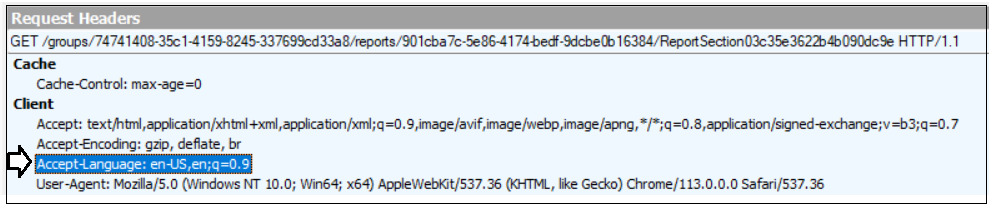 Request Headers
GET /groups/74741408-35c1-4159-8245-337699cd33a8/reports/901cba7c-5e86-4174-bedf-9dcbe0b16384/ReportSection03c35e3622b4b090dc9e HTTP/1.1
Cache
Cache-Control: max-age=0
Client
Accept: text/html,application/xhtml+xml,application/xml;q=0.9,image/avif,image/webp,image/apng,*/*;q=0.8,application/signed-exchange;v=b3;q=0.7
Accept-Encoding: gzip, deflate, br
Accept-Language: en-US,en;q=0.9
User-Agent: Mozilla/5.0 (Windows NT 10.0; Win64; x64) AppleWebKit/537.36 (KHTML, like Gecko) Chrome/113.0.0.0 Safari/537.36